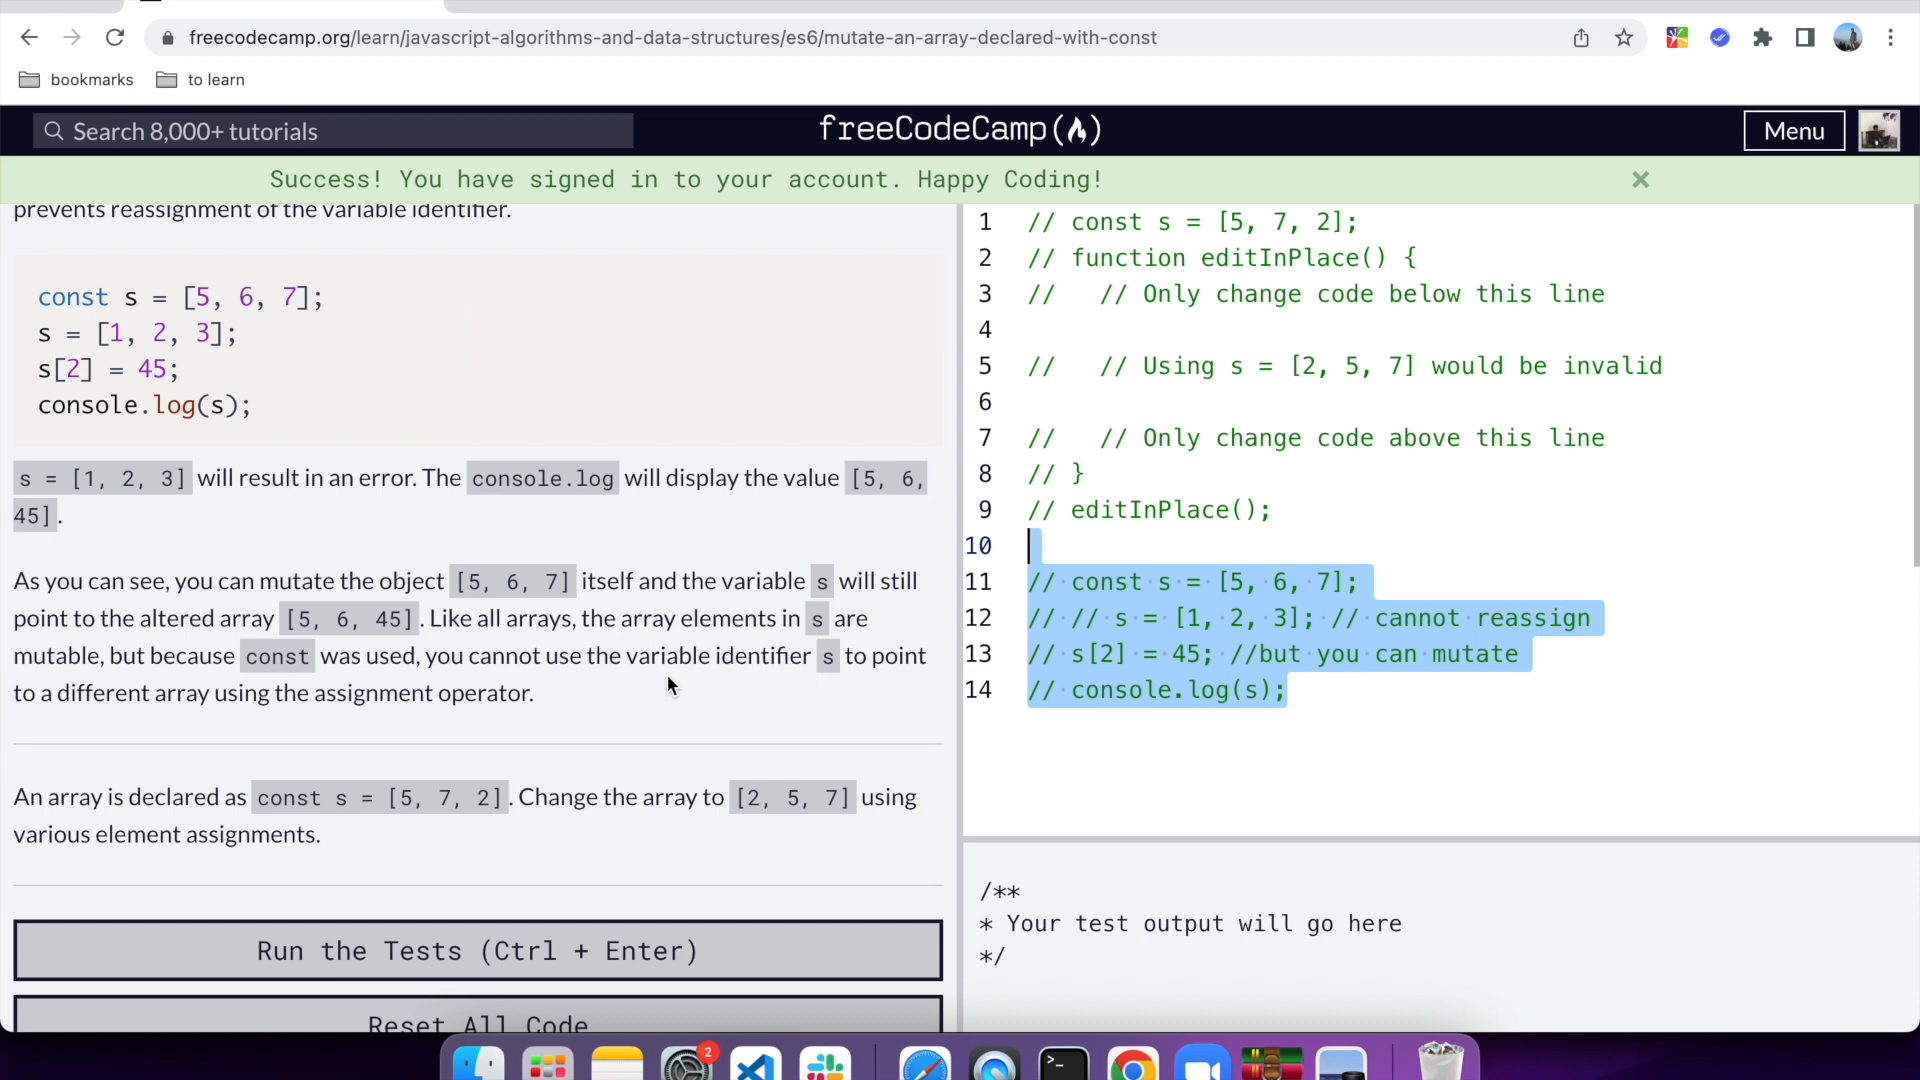 freecodecamp.org/learn/javascript-algorithms-and-data-structures/es6/mutate-an-array-declared-with-const
bookmarks to learn
Search 8,000+ tutorials freeCodeCamp(🔥) Menu
Success! You have signed in to your account. Happy Coding! ×
prevents reassignment of the variable identifier.
const s = [5, 6, 7];
s = [1, 2, 3];
s[2] = 45;
console.log(s);
s = [1, 2, 3] will result in an error. The console.log will display the value [5, 6,
45].
As you can see, you can mutate the object [5, 6, 7] itself and the variable s will still
point to the altered array [5, 6, 45]. Like all arrays, the array elements in s are
mutable, but because const was used, you cannot use the variable identifier s to point
to a different array using the assignment operator.
An array is declared as const s = [5, 7, 2]. Change the array to [2, 5, 7] using
various element assignments.
Run the Tests (Ctrl + Enter)
Reset All Code
1 // const s = [5, 7, 2];
2 // function editInPlace() {
3 //   // Only change code below this line
4
5 //   // Using s = [2, 5, 7] would be invalid
6
7 //   // Only change code above this line
8 // }
9 // editInPlace();
10
11 // const s = [5, 6, 7];
12 // // s = [1, 2, 3]; // cannot reassign
13 // s[2] = 45; //but you can mutate
14 // console.log(s);
/**
* Your test output will go here
*/
2
>_